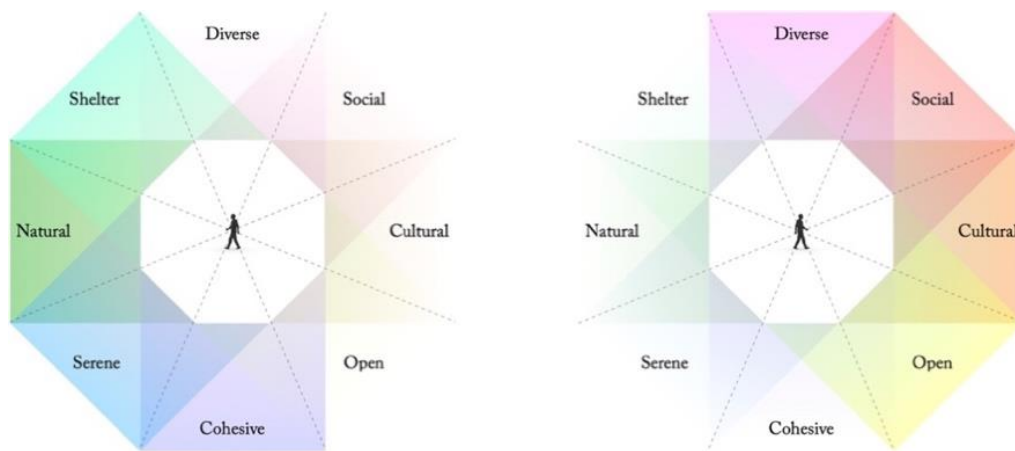 Diverse
Shelter
Social
Natural
Cultural
Serene
Open
Cohesive
Diverse
Shelter
Social
Natural
Cultural
Serene
Open
Cohesive